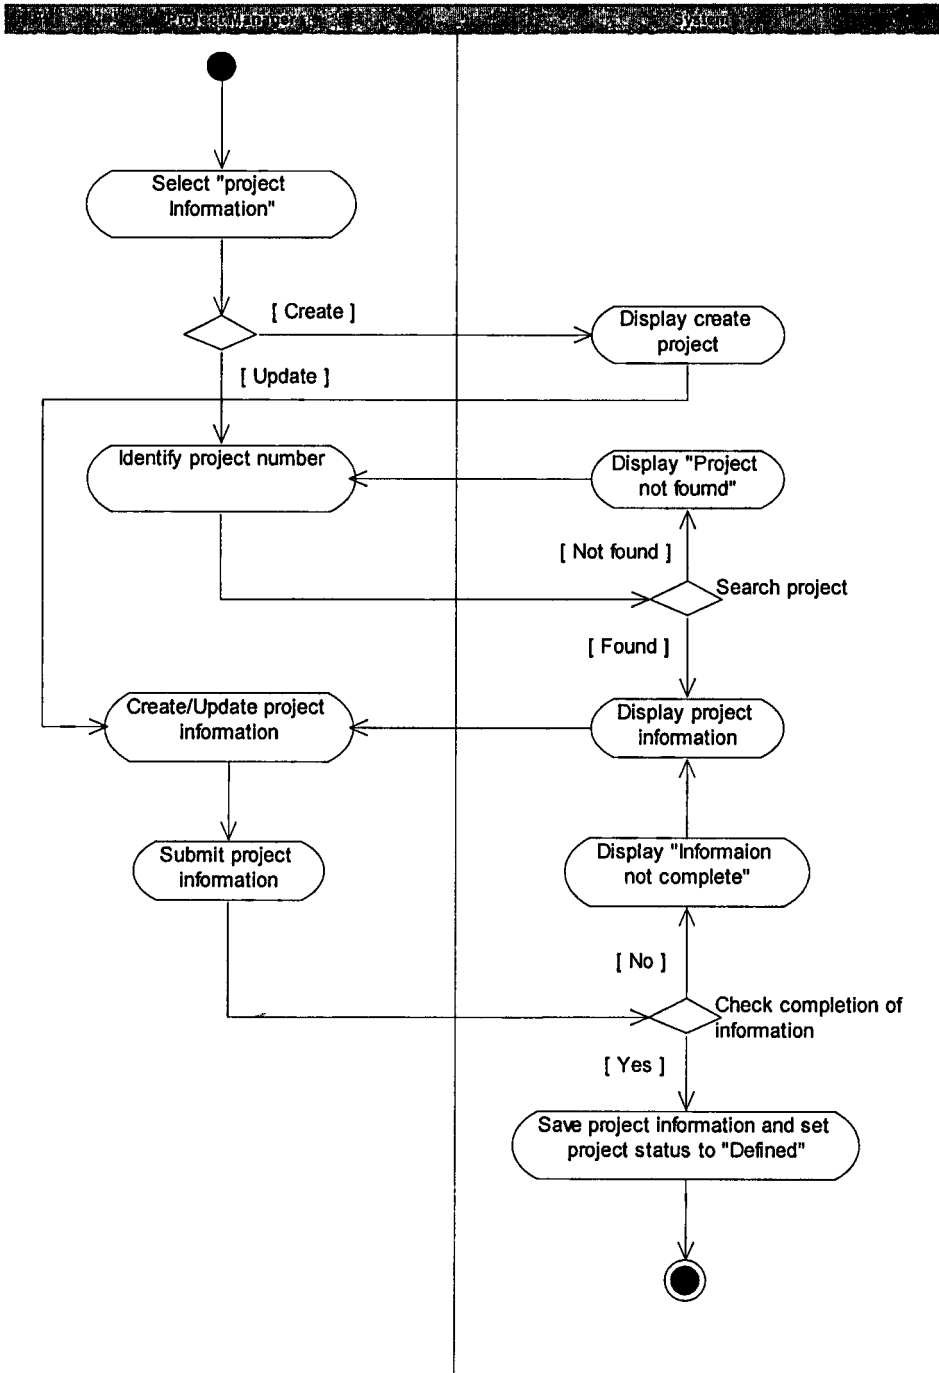 Project Manager
System
Select "project
Information"
[ Create ]
Display create
project
[ Update ]
Identify project number
Display "Project
not fournd"
[ Not found ]
Search project
[ Found ]
Create/Update project
information
Display project
information
Submit project
information
Display "Informaion
not complete"
[ No ]
Check completion of
information
[ Yes ]
Save project information and set
project status to "Defined"